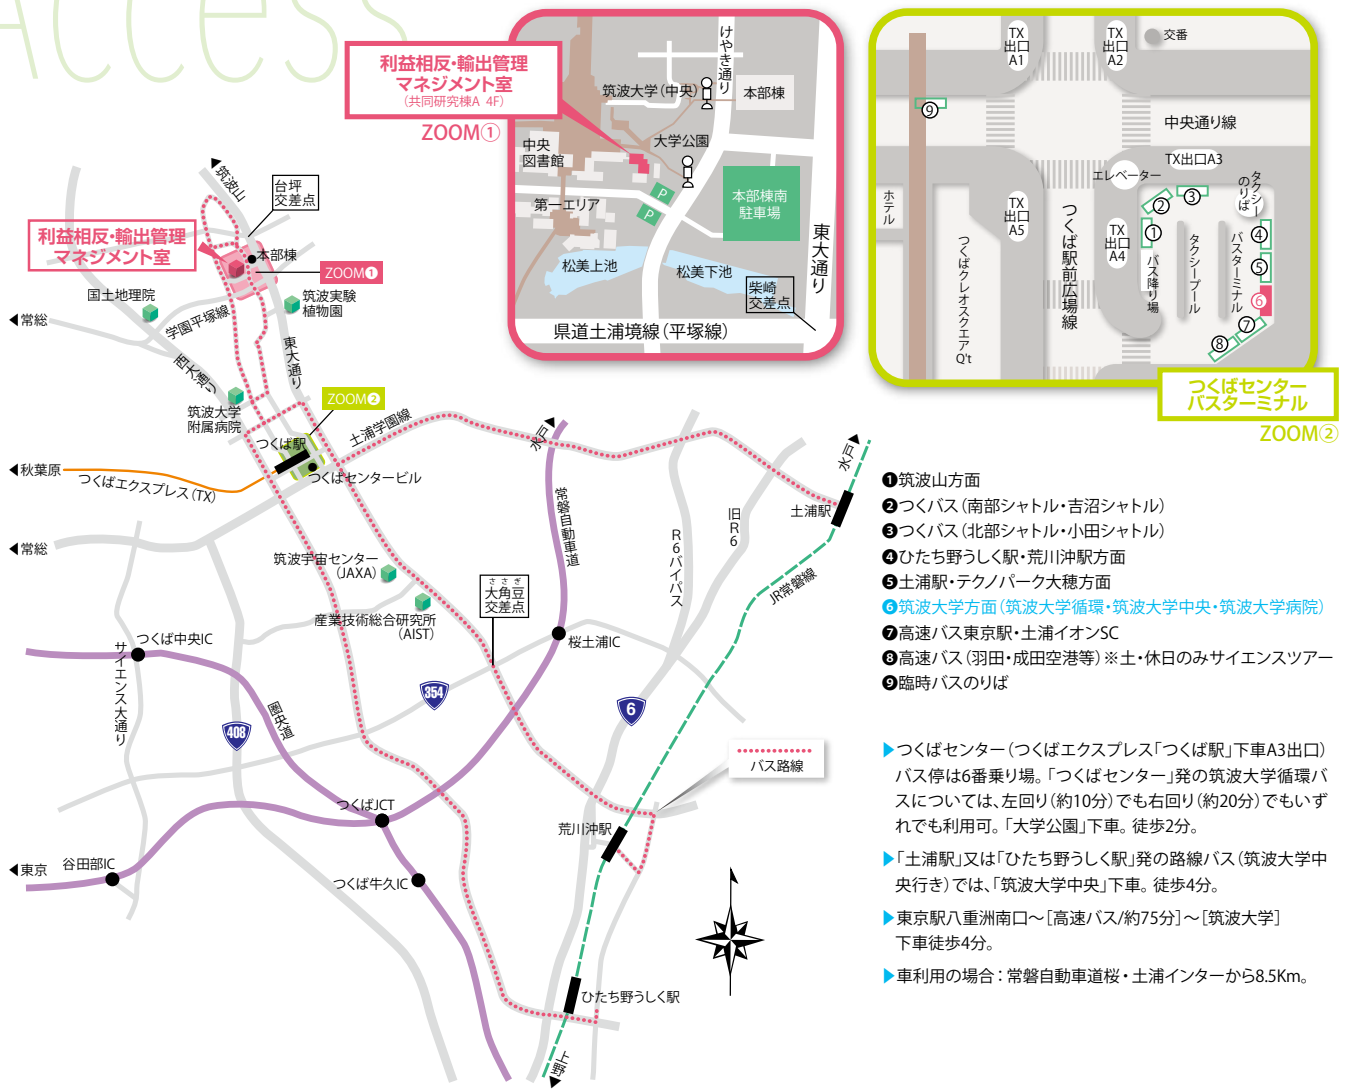 Access
利益相反・輸出管理
マネジメント室
(共同研究棟A 4F)
ZOOM①
けやき通り
筑波大学(中央)
本部棟
大学公園
中央
図書館
第一エリア
P
P
本部棟南
駐車場
東大通り
松美上池
松美下池
柴崎
交差点
県道土浦境線(平塚線)
TX
出口
A1
TX
出口
A2
交番
⑨
中央通り線
TX出口A3
エレベーター
ホテル
TX
出口
A5
つくば駅前広場線
TX
出口
A4
つくばクレオスクエア
Q't
②
③
①
バス降り場
タクシープール
バスターミナル
タクシー
のりば
④
⑤
⑥
⑦
⑧
つくばセンター
バスターミナル
ZOOM②
筑波山
台坪
交差点
利益相反・輸出管理
マネジメント室
本部棟
ZOOM❶
国土地理院
筑波実験
植物園
◀常総
学園平塚線
西大通り
東大通り
筑波大学
附属病院
ZOOM❷
つくば駅
土浦学園線
◀秋葉原
つくばエクスプレス(TX)
つくばセンタービル
水戸
水戸
土浦駅
常磐自動車道
旧R6
R6バイパス
JR常磐線
◀常総
筑波宇宙センター
(JAXA)
ささぎ
大角豆
交差点
産業技術総合研究所
(AIST)
つくば中央IC
サイエンス大通り
桜土浦IC
354
6
408
圏央道
バス路線
つくばJCT
荒川沖駅
◀東京
谷田部IC
つくば牛久IC
ひたち野うしく駅
上野
❶筑波山方面
❷つくバス(南部シャトル・吉沼シャトル)
❸つくバス(北部シャトル・小田シャトル)
❹ひたち野うしく駅・荒川沖駅方面
❺土浦駅・テクノパーク大穂方面
❻筑波大学方面(筑波大学循環・筑波大学中央・筑波大学病院)
❼高速バス東京駅・土浦イオンSC
❽高速バス(羽田・成田空港等)※土・休日のみサイエンスツアー
❾臨時バスのりば
▶つくばセンター(つくばエクスプレス「つくば駅」下車A3出口)
バス停は6番乗り場。「つくばセンター」発の筑波大学循環バ
スについては、左回り(約10分)でも右回り(約20分)でもいず
れでも利用可。「大学公園」下車。徒歩2分。
▶「土浦駅」又は「ひたち野うしく駅」発の路線バス(筑波大学中
央行き)では、「筑波大学中央」下車。徒歩4分。
▶東京駅八重洲南口〜[高速バス/約75分]〜[筑波大学]
下車徒歩4分。
▶車利用の場合：常磐自動車道桜・土浦インターから8.5Km。